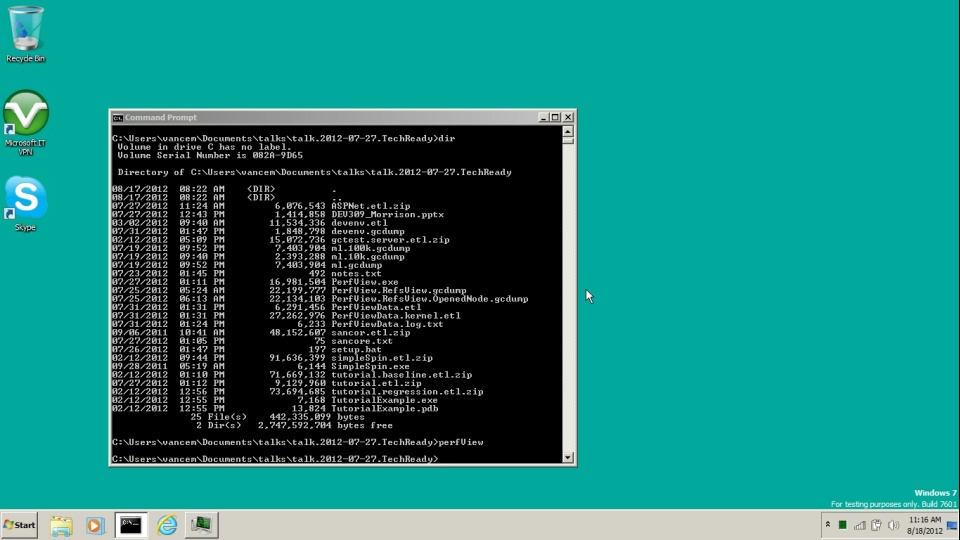 Recycle Bin
Microsoft IT
VPN
Skype
Command Prompt
C:\Users\vancem\Documents\talks\talk.2012-07-27.TechReady>dir
Volume in drive C has no label.
Volume Serial Number is 082A-9D65
Directory of C:\Users\vancem\Documents\talks\talk.2012-07-27.TechReady
08/17/2012 08:22 AM <DIR> .
08/17/2012 08:22 AM <DIR> ..
07/27/2012 11:24 AM 6,076,543 ASPNet.etl.zip
07/27/2012 12:43 PM 1,414,858 DEV309_Morrison.pptx
03/02/2012 09:40 AM 11,534,336 devenv.etl
07/31/2012 01:47 PM 1,848,798 devenv.gcdump
02/12/2012 05:09 PM 15,072,736 gctest.server.etl.zip
07/19/2012 09:52 PM 7,403,904 ml.100k.gcdump
07/19/2012 09:40 PM 2,393,288 ml.10k.gcdump
07/19/2012 09:52 PM 7,403,904 ml.gcdump
07/23/2012 01:45 PM 492 notes.txt
07/27/2012 01:11 PM 16,981,504 PerfView.exe
07/25/2012 05:24 AM 22,199,777 PerfView.RefsView.gcdump
07/25/2012 06:13 AM 22,134,103 PerfView.RefsView.OpenedNode.gcdump
07/31/2012 01:31 PM 6,291,456 PerfViewData.etl
07/31/2012 01:31 PM 27,262,976 PerfViewData.kernel.etl
07/31/2012 01:24 PM 6,233 PerfViewData.log.txt
09/06/2011 10:41 AM 48,152,607 sancor.etl.zip
07/27/2012 01:05 PM 75 sancore.txt
07/26/2012 01:47 PM 197 setup.bat
02/12/2012 09:44 PM 91,636,399 simpleSpin.etl.zip
09/28/2011 05:19 AM 6,144 SimpleSpin.exe
02/12/2012 01:10 PM 71,669,132 tutorial.baseline.etl.zip
07/27/2012 01:12 PM 9,129,960 tutorial.etl.zip
02/12/2012 12:56 PM 73,694,685 tutorial.regression.etl.zip
02/12/2012 12:55 PM 7,168 TutorialExample.exe
02/12/2012 12:55 PM 13,824 TutorialExample.pdb
25 File(s) 442,335,099 bytes
2 Dir(s) 2,747,592,704 bytes free
C:\Users\vancem\Documents\talks\talk.2012-07-27.TechReady>perfView
C:\Users\vancem\Documents\talks\talk.2012-07-27.TechReady>
Windows 7
For testing purposes only. Build 7601
Start
C:\.
11:16 AM
8/18/2012